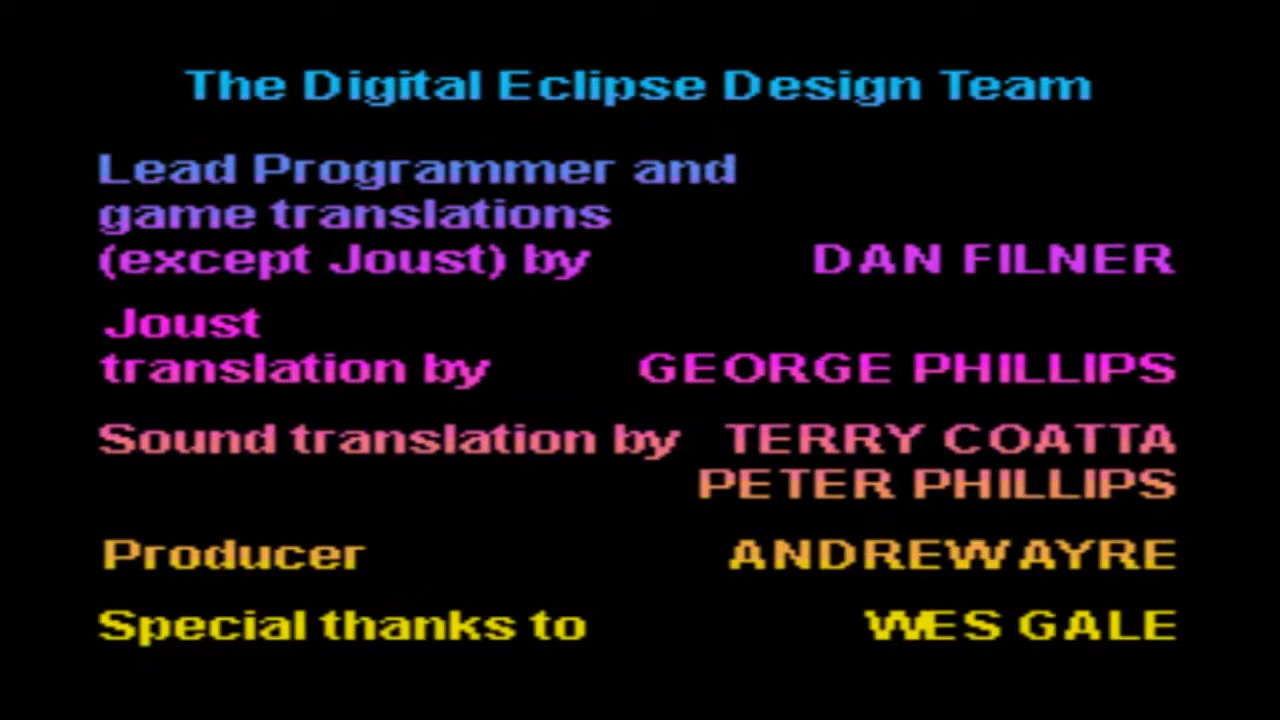 The Digital Eclipse Design Team
Lead Programmer and
game translations
(except Joust) by DAN FILNER
Joust
translation by GEORGE PHILLIPS
Sound translation by TERRY COATTA
PETER PHILLIPS
Producer ANDREW AYRE
Special thanks to WES GALE